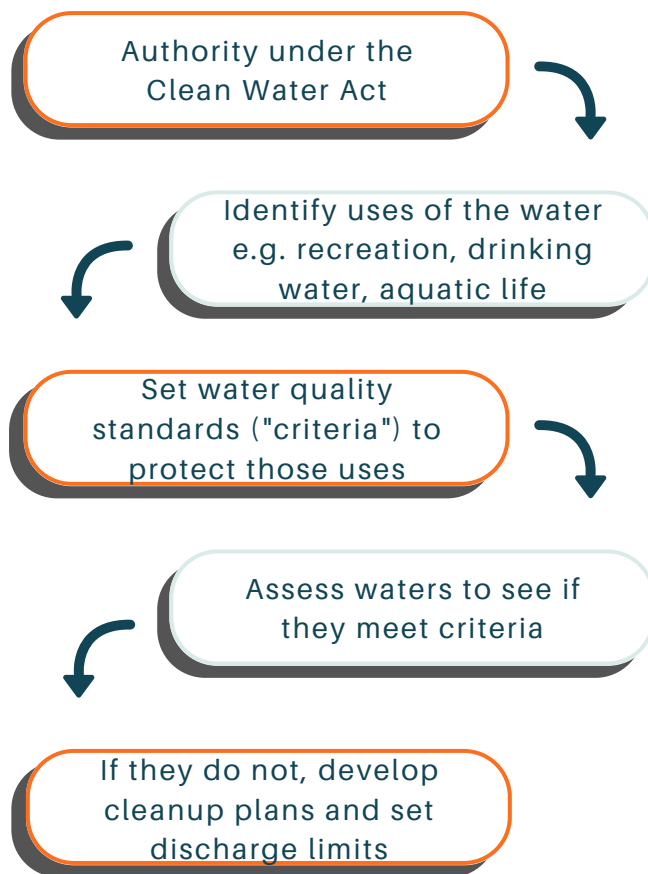 Authority under the
Clean Water Act
Identify uses of the water
e.g. recreation, drinking
water, aquatic life
Set water quality
standards ("criteria") to
protect those uses
Assess waters to see if
they meet criteria
If they do not, develop
cleanup plans and set
discharge limits